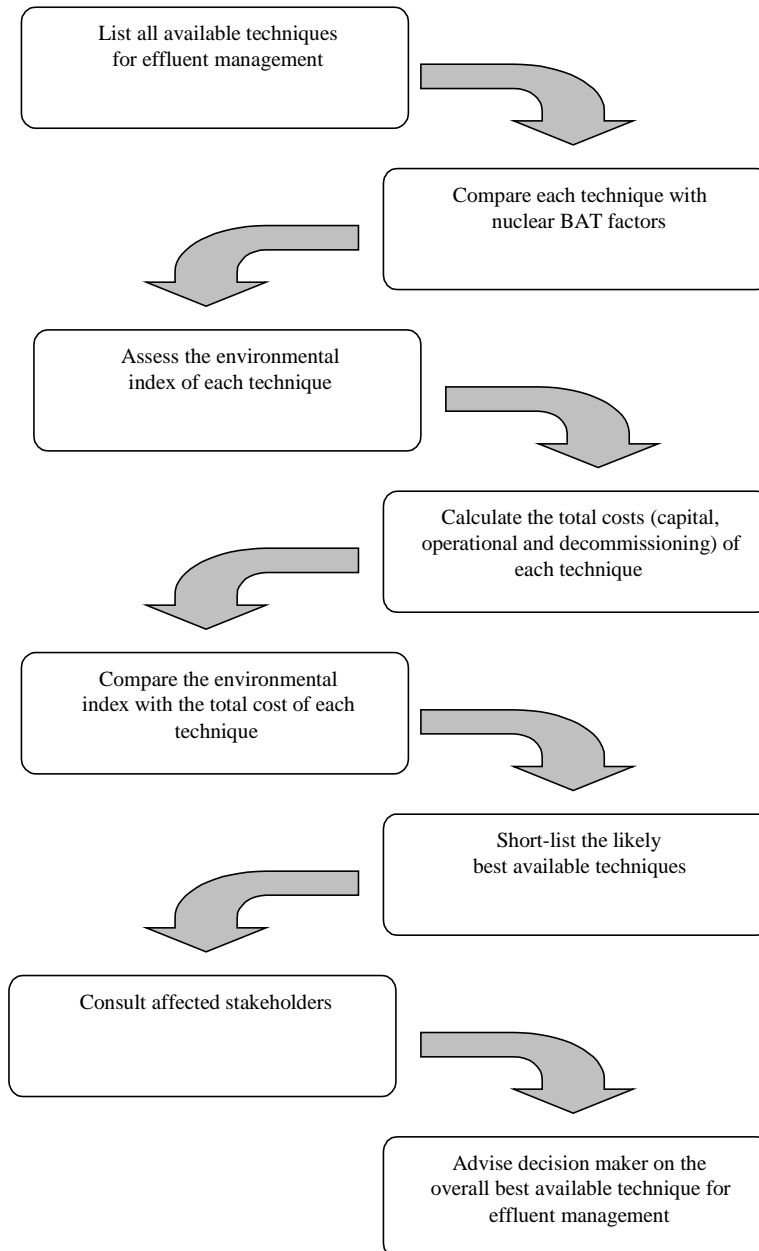 List all available techniques
for effluent management
Compare each technique with
nuclear BAT factors
Assess the environmental
index of each technique
Calculate the total costs (capital,
operational and decommissioning) of
each technique
Compare the environmental
index with the total cost of each
technique
Short-list the likely
best available techniques
Consult affected stakeholders
Advise decision maker on the
overall best available technique for
effluent management